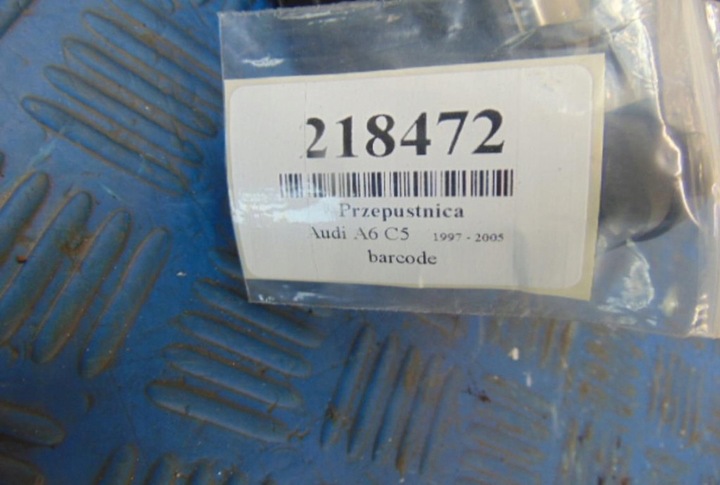 218472
Przepustnica
Audi A6 C5 1997 - 2005
barcode